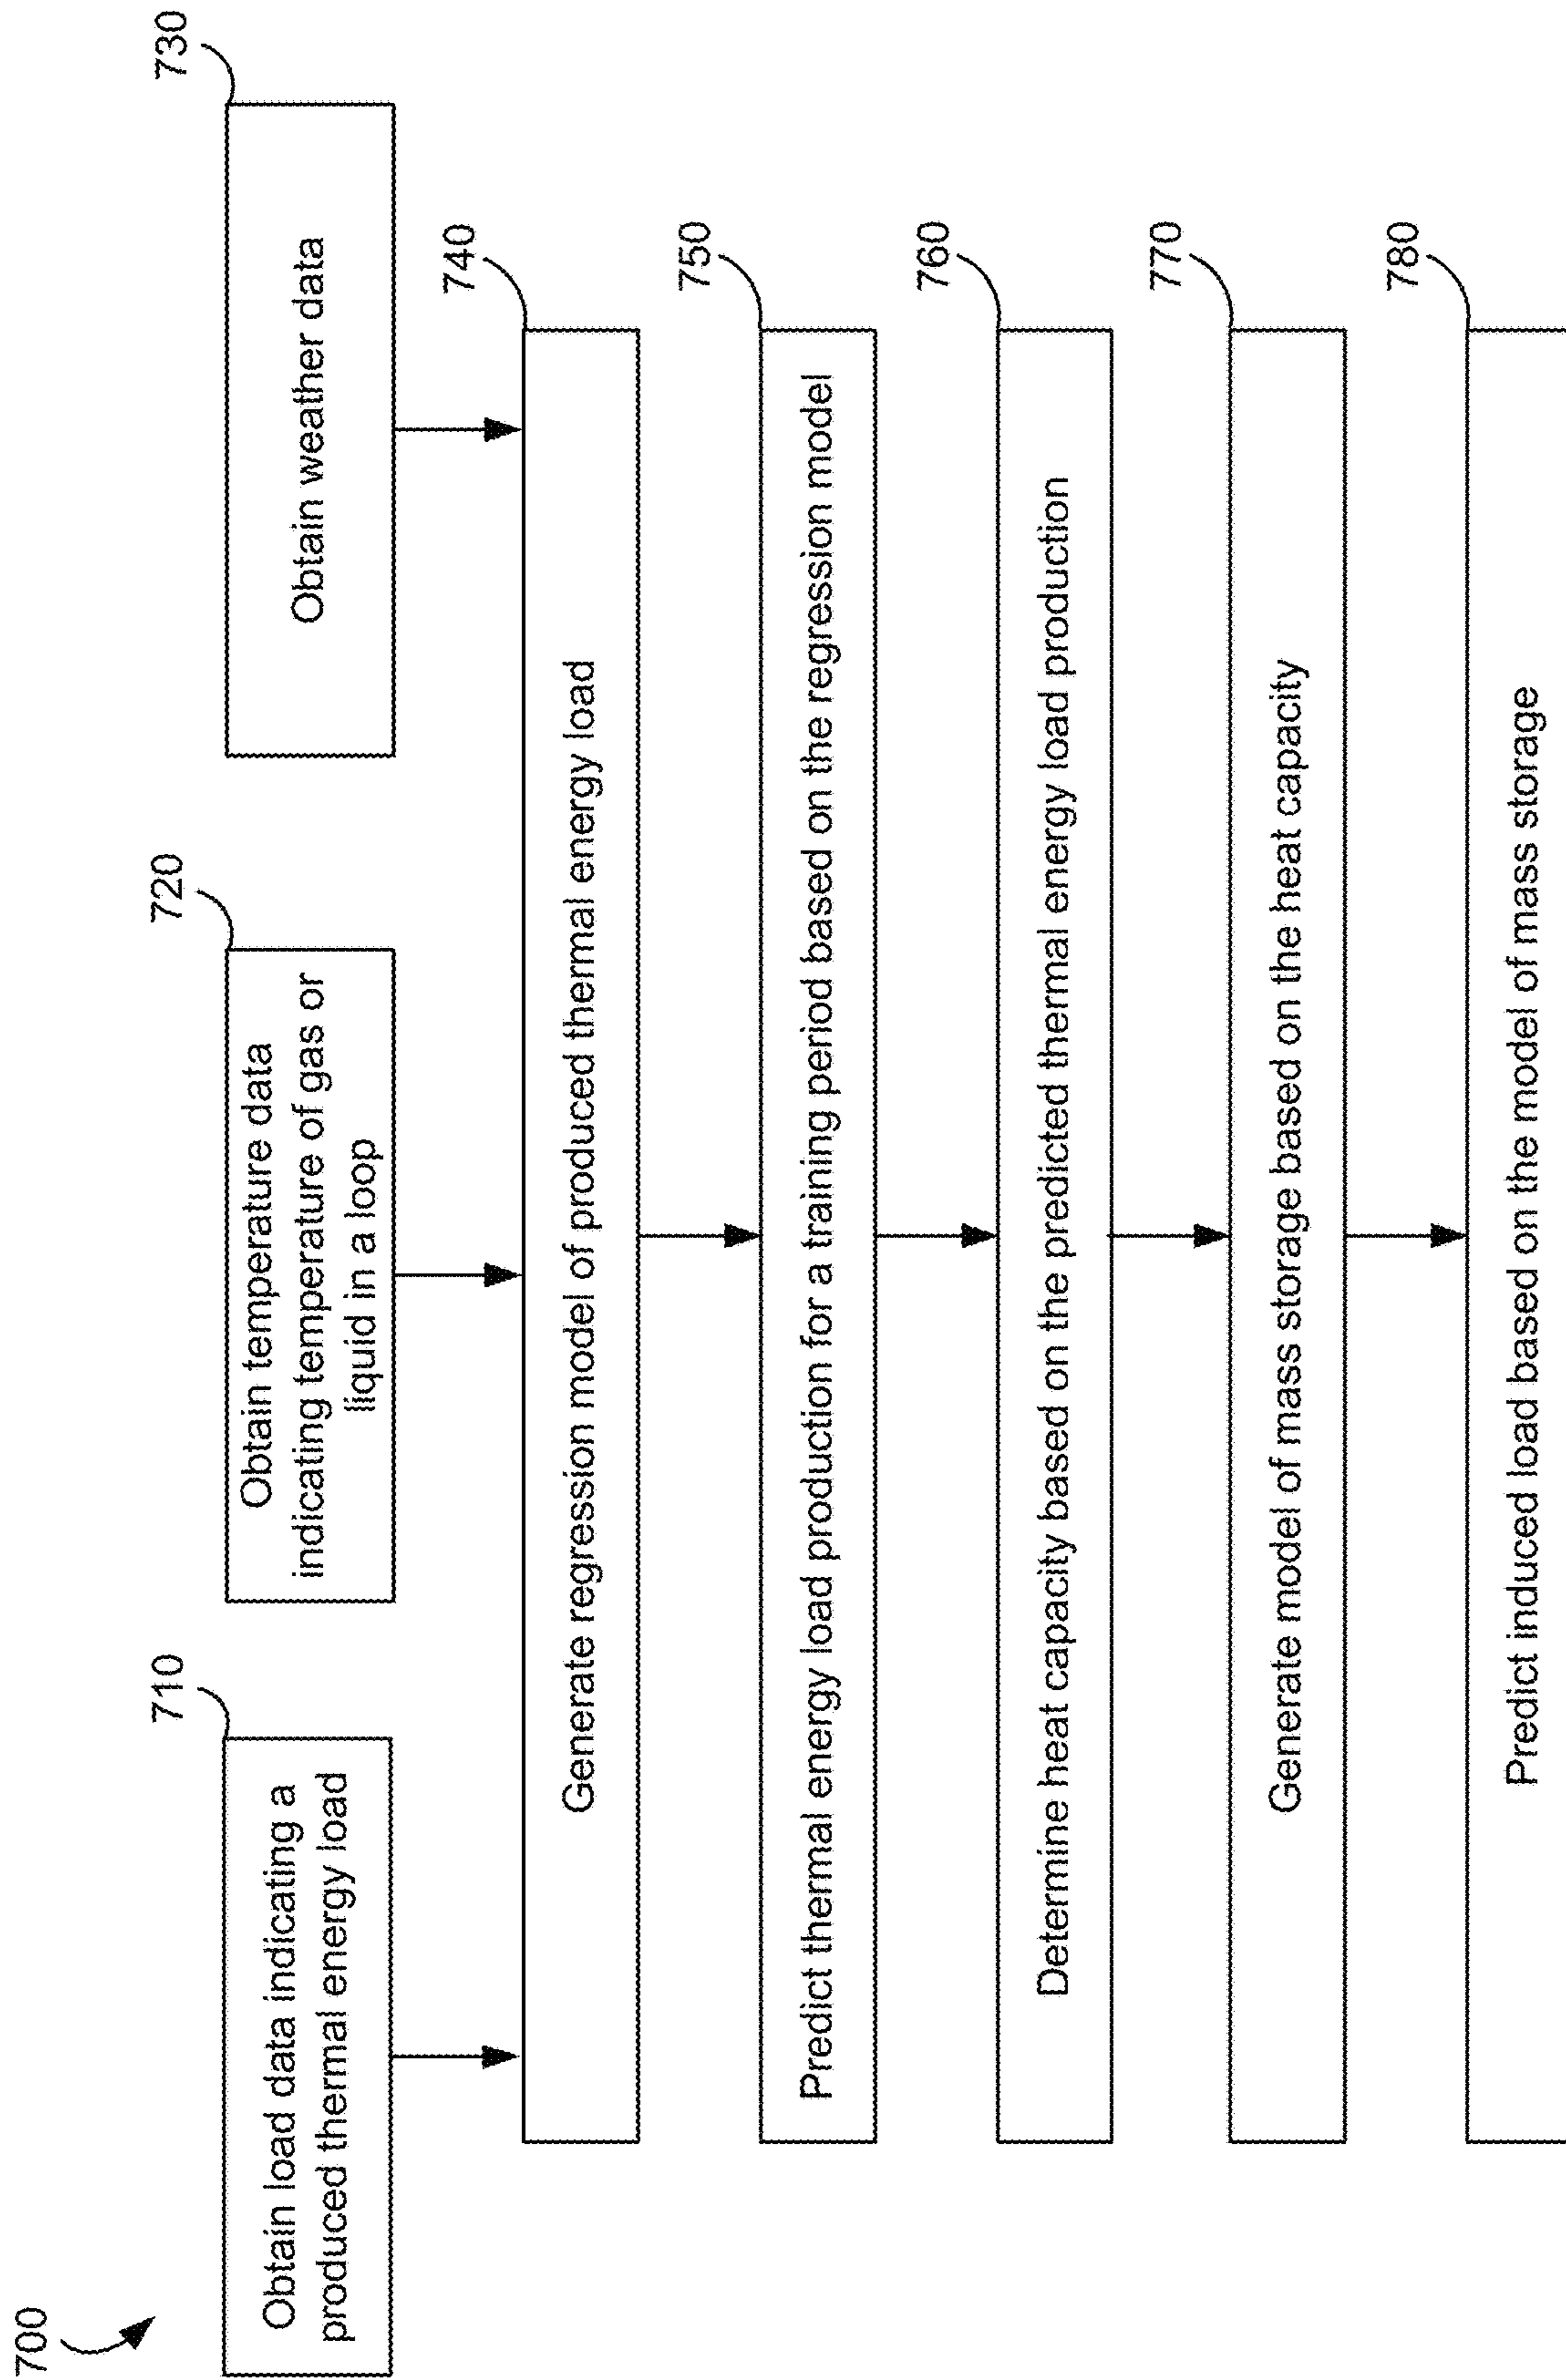 700
710
Obtain load data indicating a
produced thermal energy load
720
Obtain temperature data
indicating temperature of gas or
liquid in a loop
730
Obtain weather data
740
Generate regression model of produced thermal energy load
750
Predict thermal energy load production for a training period based on the regression model
760
Determine heat capacity based on the predicted thermal energy load production
770
Generate model of mass storage based on the heat capacity
780
Predict induced load based on the model of mass storage